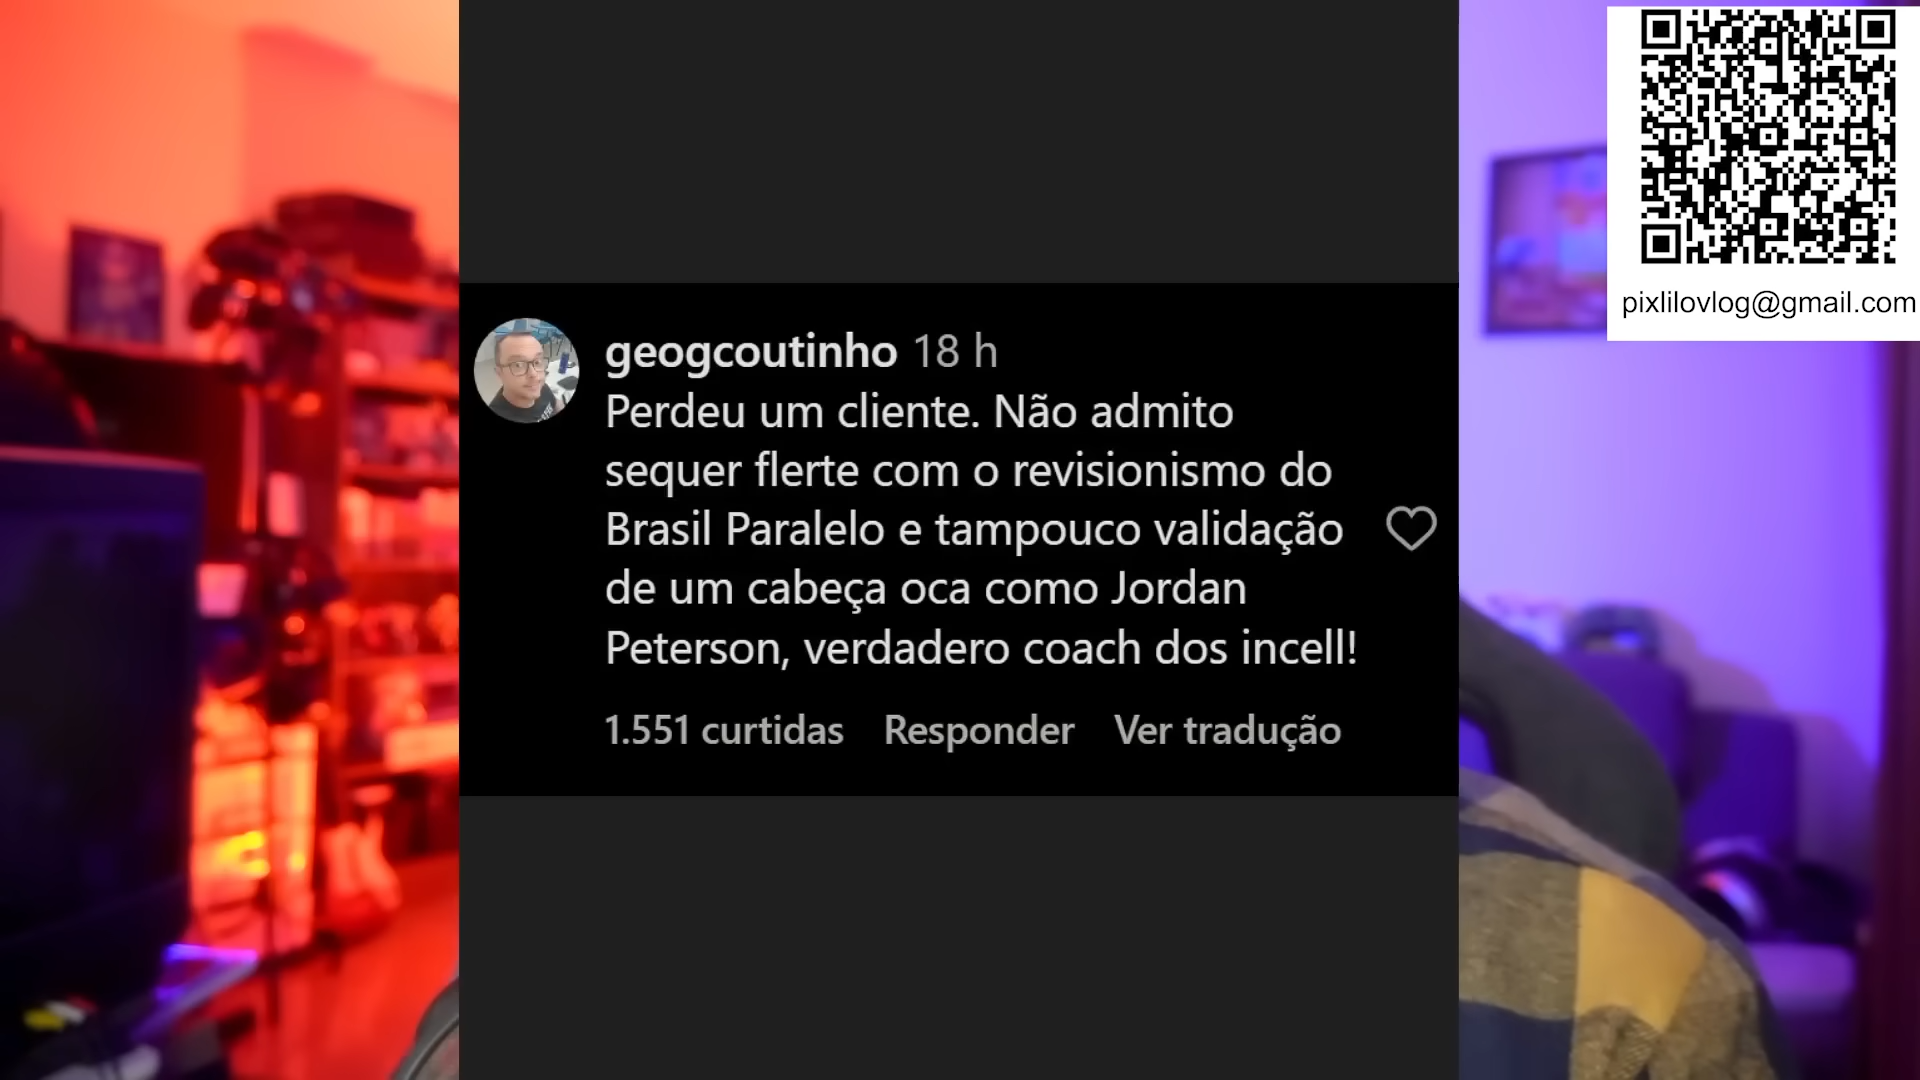 pixlilovlog@gmail.com
geogcoutinho 18 h
Perdeu um cliente. Não admito
sequer flerte com o revisionismo do
Brasil Paralelo e tampouco validação
de um cabeça oca como Jordan
Peterson, verdadero coach dos incell!
1.551 curtidas Responder Ver tradução